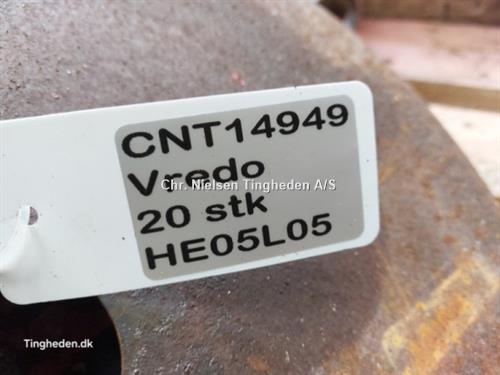 CNT14949
Vredo
Chr. Nielsen Tingheden A/S
20 stk
HE05L05
Tingheden.dk